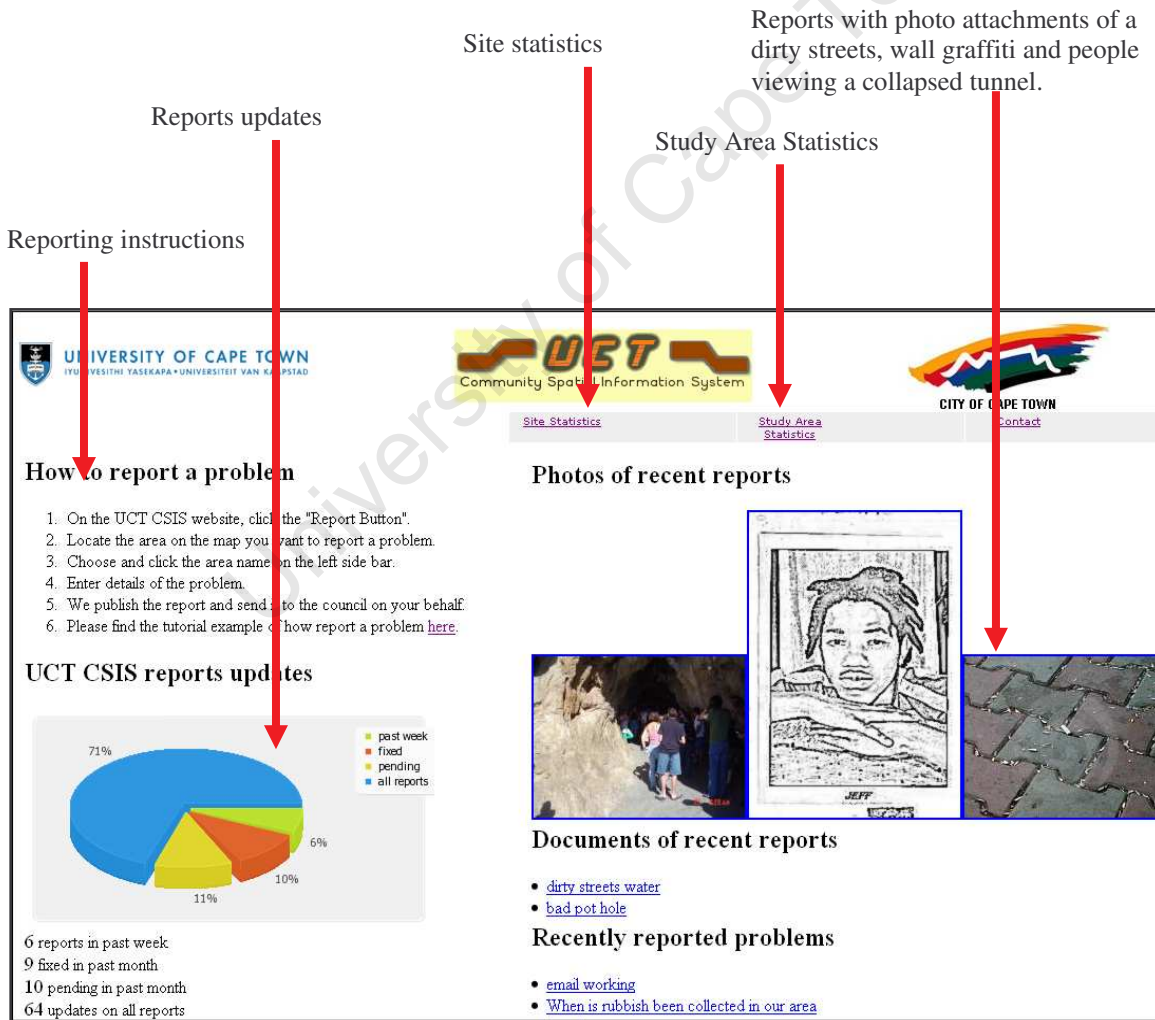 Reports with photo attachments of a
dirty streets, wall graffiti and people
viewing a collapsed tunnel.
Site statistics
Reports updates
Study Area Statistics
Reporting instructions
University of Cape To
UNIVERSITY OF CAPE TOWN
IYUNIVESITHI YASEKAPA • UNIVERSITEIT VAN KAAPSTAD
UCT
Community Spatial Information System
CITY OF CAPE TOWN
Site Statistics
Study Area
Statistics
Contact
How to report a problem
1. On the UCT CSIS website, click the "Report Button".
2. Locate the area on the map you want to report a problem.
3. Choose and click the area name on the left side bar.
4. Enter details of the problem.
5. We publish the report and send it to the council on your behalf.
6. Please find the tutorial example of how report a problem here.
UCT CSIS reports updates
71%
6%
10%
11%
past week
fixed
pending
all reports
6 reports in past week
9 fixed in past month
10 pending in past month
64 updates on all reports
Photos of recent reports
JEFF
Documents of recent reports
• dirty streets water
• bad pot hole
Recently reported problems
• email working
• When is rubbish been collected in our area